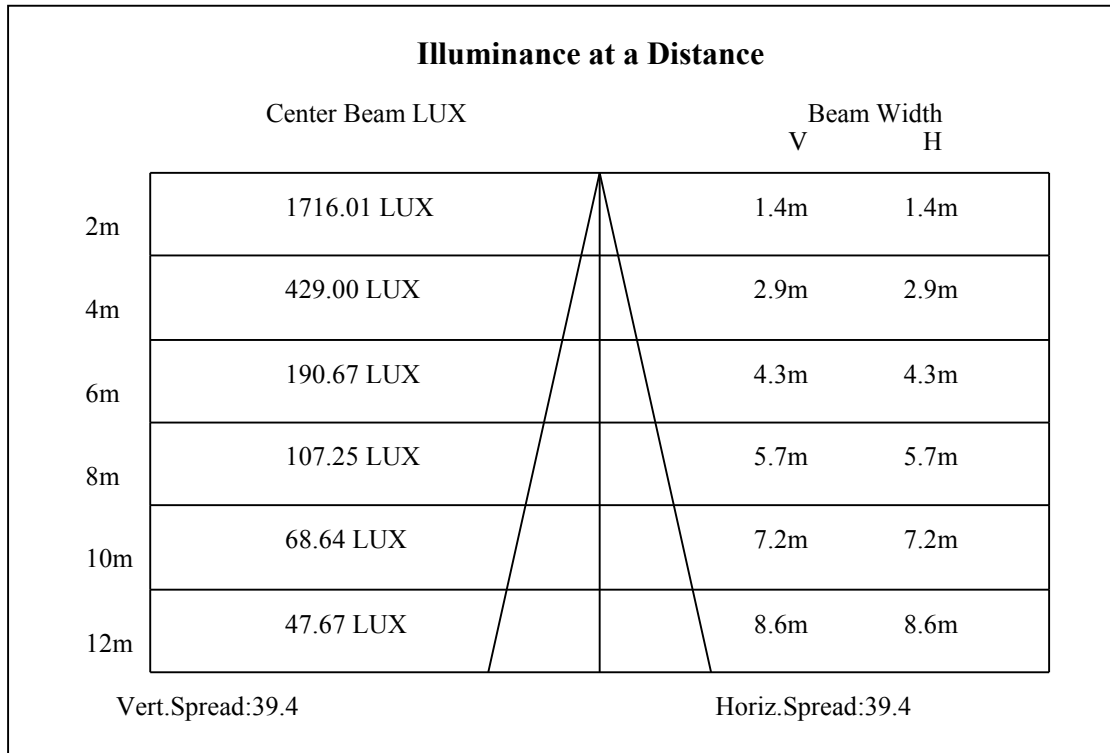 Illuminance at a Distance
Center Beam LUX Beam Width
V H
2m 1716.01 LUX 1.4m 1.4m
4m 429.00 LUX 2.9m 2.9m
6m 190.67 LUX 4.3m 4.3m
8m 107.25 LUX 5.7m 5.7m
10m 68.64 LUX 7.2m 7.2m
12m 47.67 LUX 8.6m 8.6m
Vert.Spread:39.4 Horiz.Spread:39.4